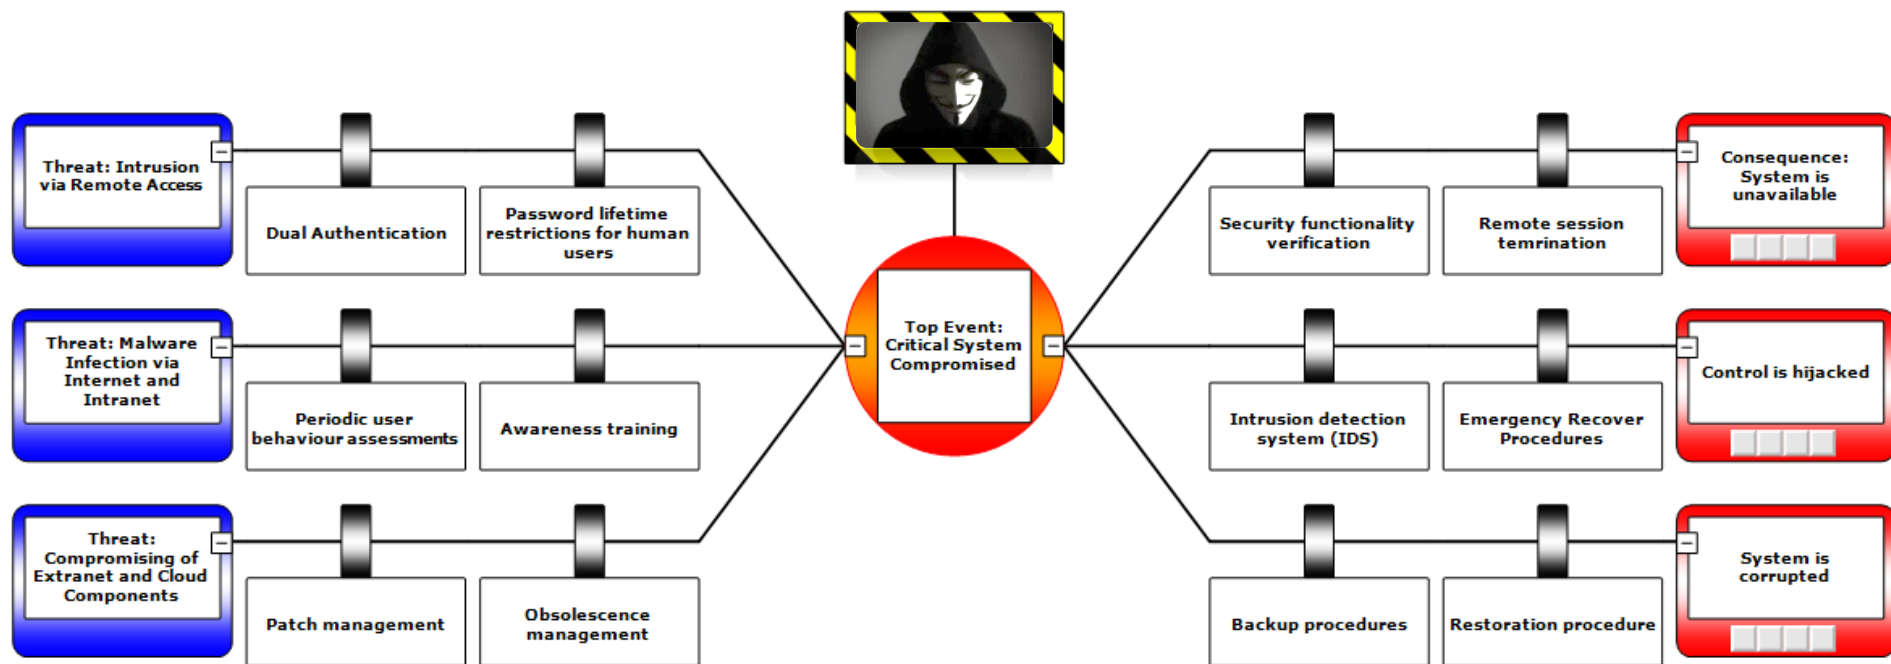 Threat: Intrusion
via Remote Access
Dual Authentication
Password lifetime
restrictions for human
users
Threat: Malware
Infection via
Internet and
Intranet
Periodic user
behaviour assessments
Awareness training
Threat:
Compromising of
Extranet and Cloud
Components
Patch management
Obsolescence
management
Top Event:
Critical System
Compromised
Security functionality
verification
Remote session
temrination
Consequence:
System is
unavailable
Intrusion detection
system (IDS)
Emergency Recover
Procedures
Control is hijacked
Backup procedures
Restoration procedure
System is
corrupted